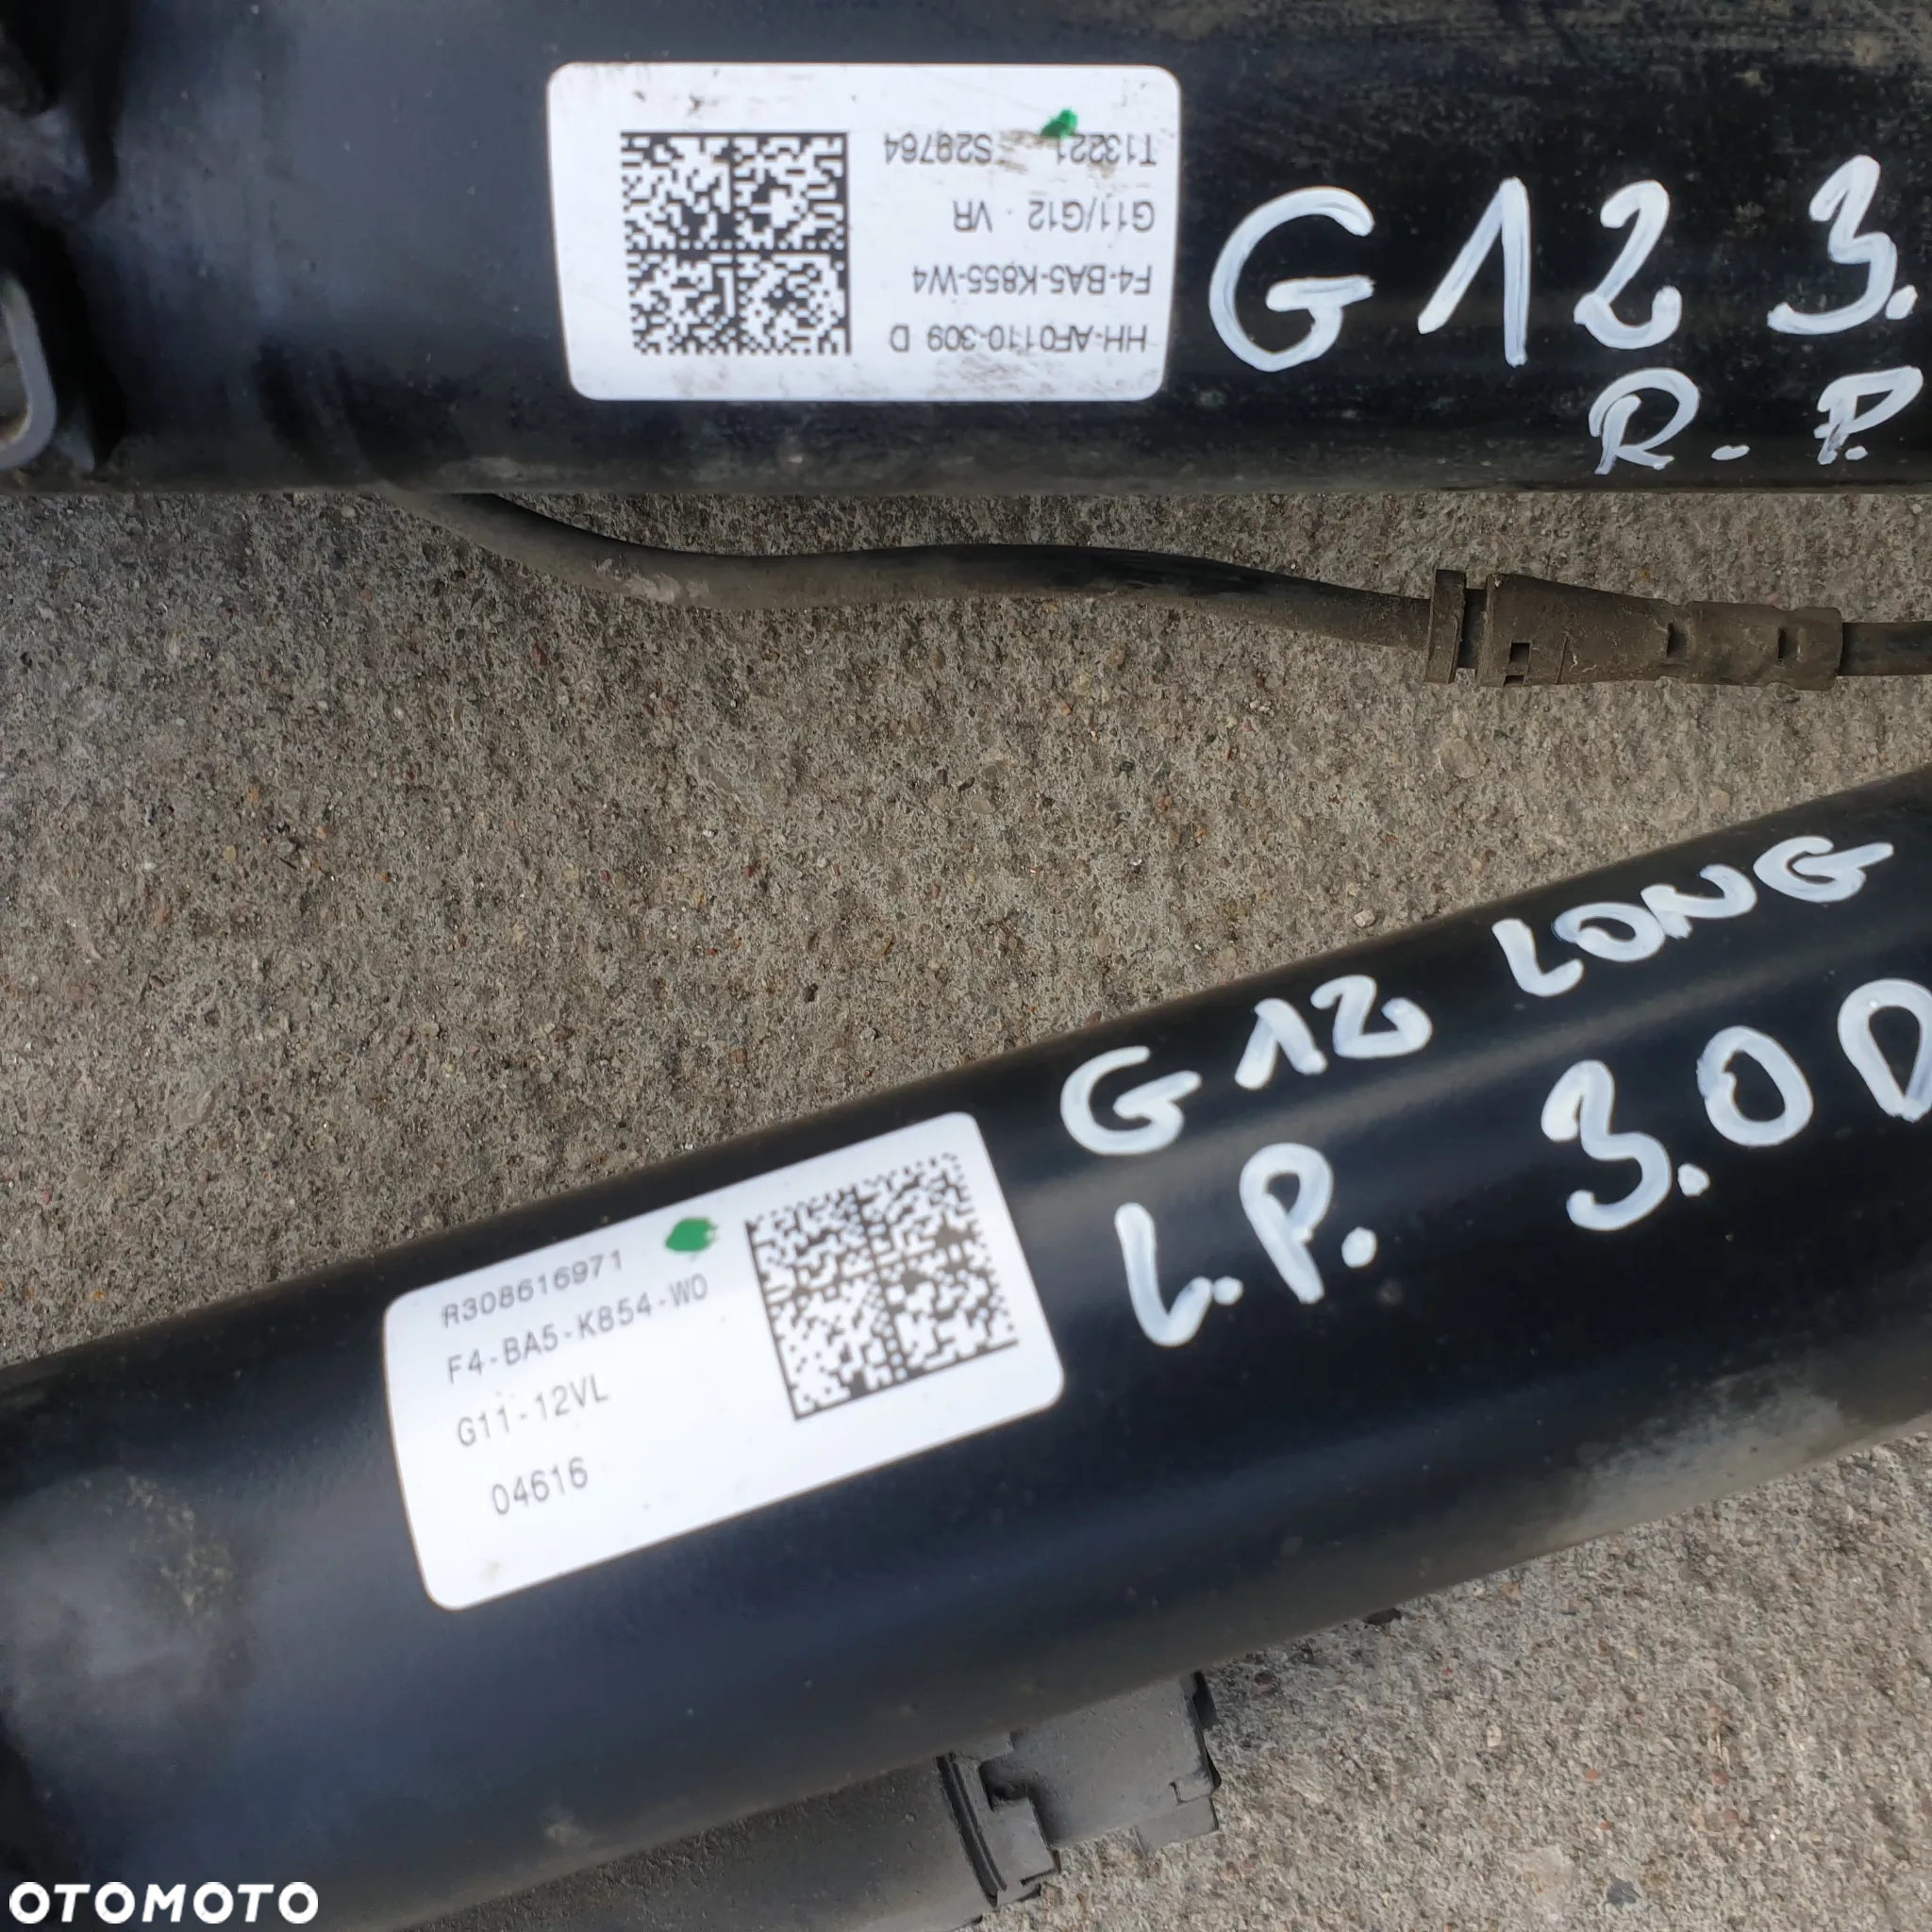 T13221 S29764
G11/G12 · VR
F4-BA5-K855-W4
HH-AF0110-309 D
G12 3.
R. P.
G12 LONG
L.P. 3.0D
R308616971
F4-BA5-K854-W0
G11-12VL
04616
OTOMOTO